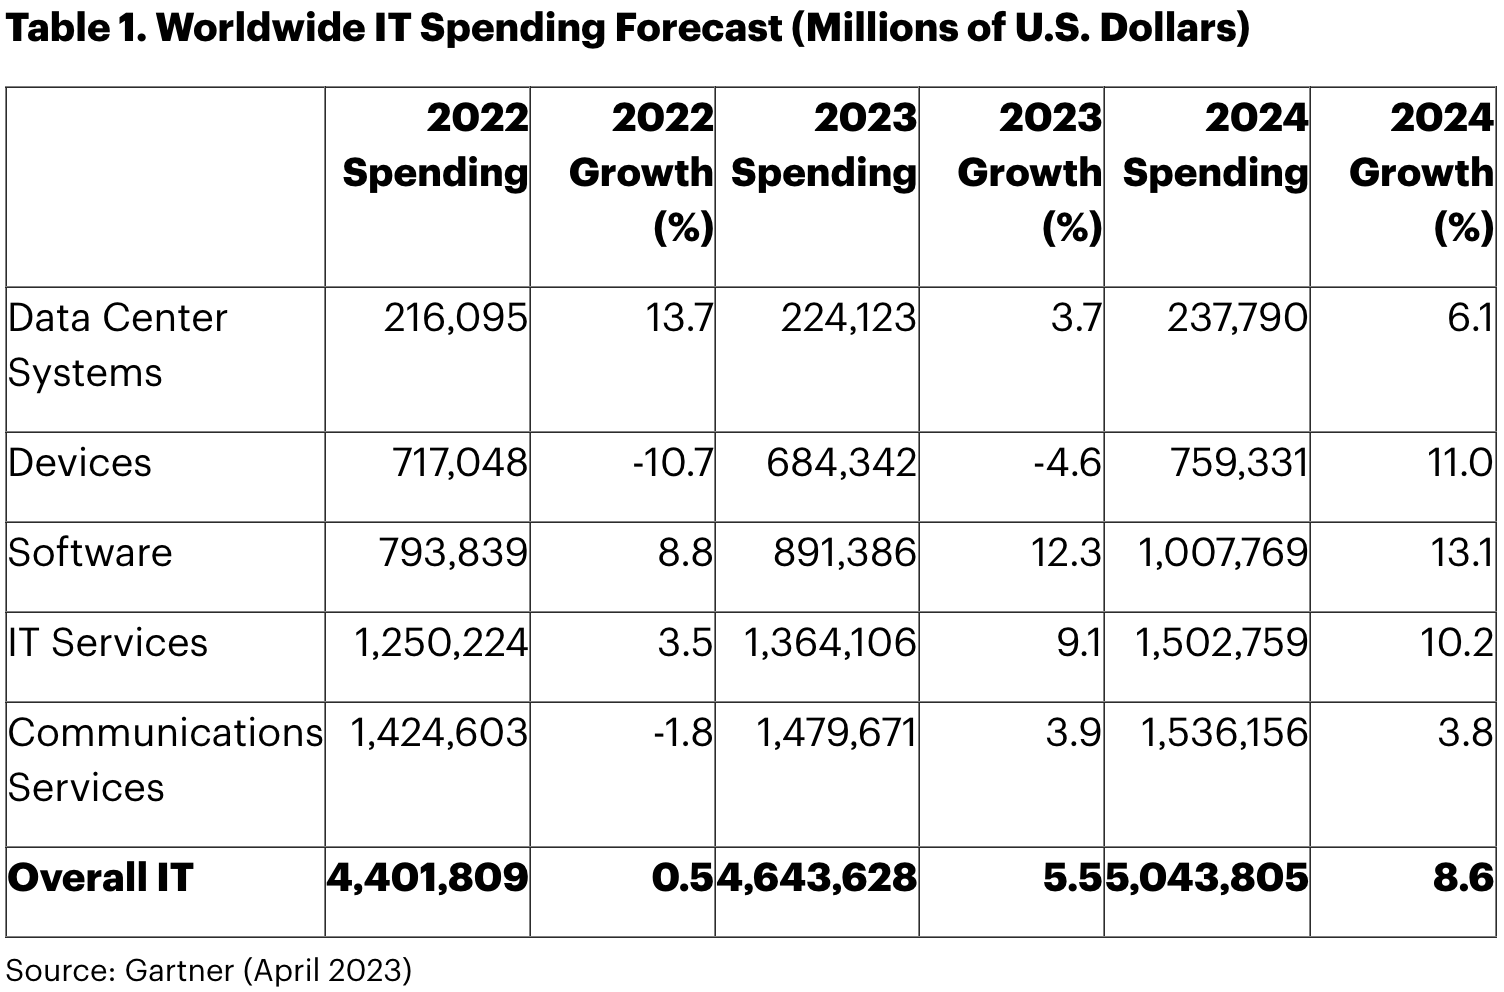 Table 1. Worldwide IT Spending Forecast (Millions of U.S. Dollars)
2022 2022 2023 2023 2024 2024
Spending Growth Spending Growth Spending Growth
(%) (%) (%)
Data Center 216,095 13.7 224,123 3.7 237,790 6.1
Systems
Devices 717,048 -10.7 684,342 -4.6 759,331 11.0
Software 793,839 8.8 891,386 12.3 1,007,769 13.1
IT Services 1,250,224 3.5 1,364,106 9.1 1,502,759 10.2
Communications 1,424,603 -1.8 1,479,671 3.9 1,536,156 3.8
Services
Overall IT 4,401,809 0.5 4,643,628 5.5 5,043,805 8.6
Source: Gartner (April 2023)